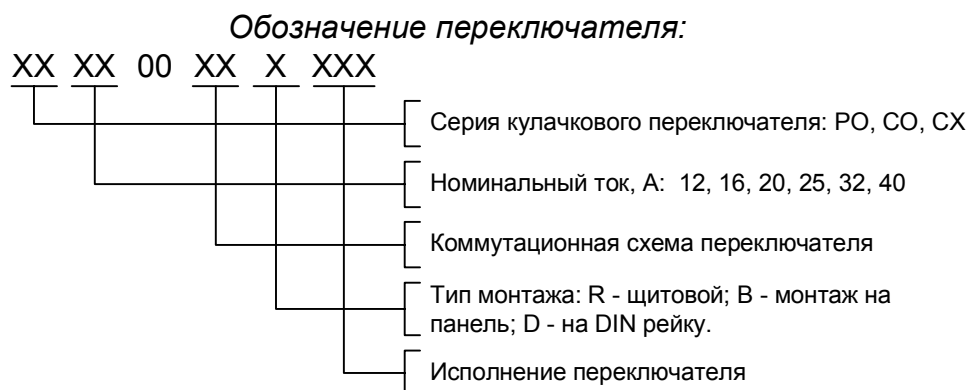 Обозначение переключателя:
XX XX 00 XX X XXX
Серия кулачкового переключателя: PO, CO, CX
Номинальный ток, А: 12, 16, 20, 25, 32, 40
Коммутационная схема переключателя
Тип монтажа: R - щитовой; B - монтаж на
панель; D - на DIN рейку.
Исполнение переключателя